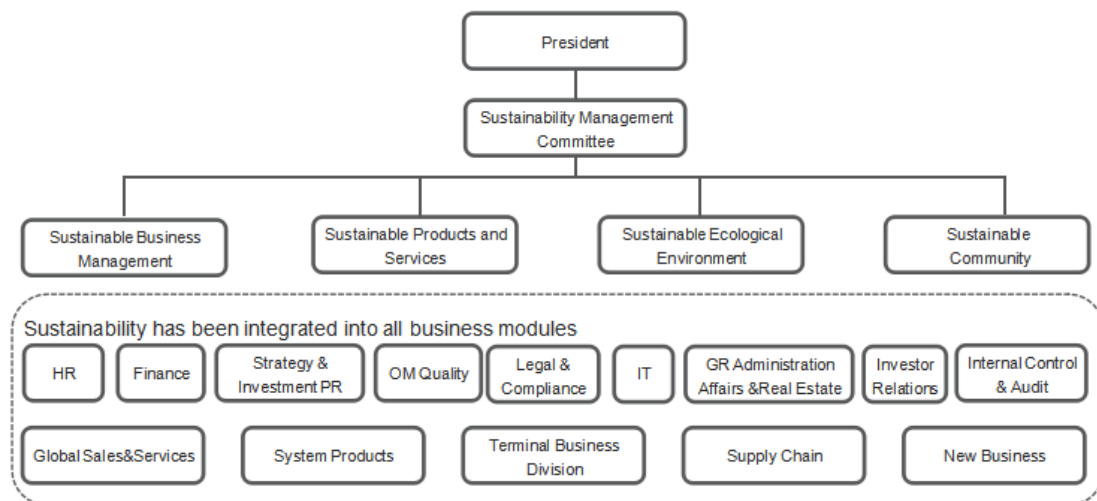 President
Sustainability Management
Committee
Sustainable Business
Management
Sustainable Products and
Services
Sustainable Ecological
Environment
Sustainable
Community
Sustainability has been integrated into all business modules
HR
Finance
Strategy &
Investment PR
OM Quality
Legal &
Compliance
IT
GR Administration
Affairs &Real Estate
Investor
Relations
Internal Control
& Audit
Global Sales&Services
System Products
Terminal Business
Division
Supply Chain
New Business